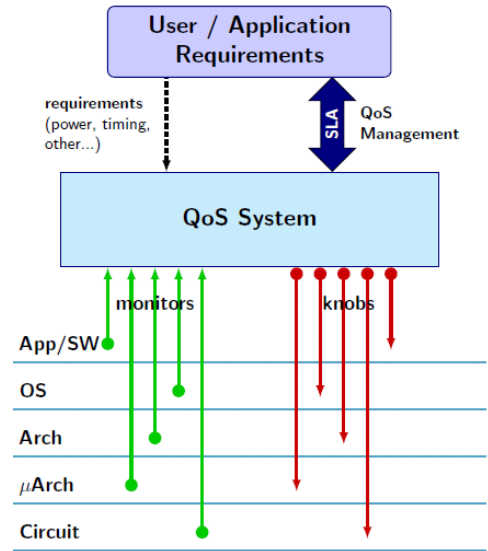 User / Application
Requirements
requirements
(power, timing,
other...)
SLA
QoS
Management
QoS System
monitors
knobs
App/SW
OS
Arch
μArch
Circuit